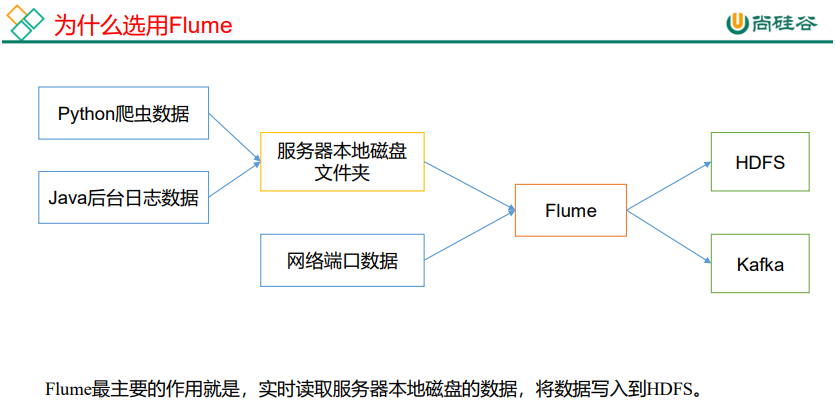 为什么选用Flume
尚硅谷
Python爬虫数据
服务器本地磁盘
文件夹
HDFS
Java后台日志数据
Flume
网络端口数据
Kafka
Flume最主要的作用就是，实时读取服务器本地磁盘的数据，将数据写入到HDFS。